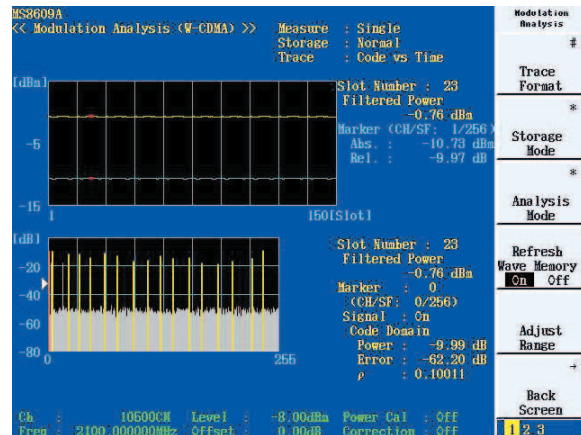 MS8609A
<< Modulation Analysis (W-CDMA) >>
Measure : Single
Storage : Normal
Trace : Code vs Time
[dBm]
-5
-15
1
150[Slot]
Slot Number : 23
Filtered Power
-0.76 dBm
Marker (CH/SF: 1/256)
Abs. : -10.73 dBm
Rel. : -9.97 dB
[dB]
-20
-40
-60
-80
0
255
Slot Number : 23
Filtered Power
-0.76 dBm
Marker : 0
(CH/SF: 0/256)
Signal : On
Code Domain
Power : -9.99 dB
Error : -62.20 dB
ρ : 0.10011
Ch : 10500CH Level : -8.00dBm Power Cal : Off
Freq : 2100.000000MHz Offset : 0.00dB Correction : Off
Modulation
Analysis
#
Trace
Format
*
Storage
Mode
*
Analysis
Mode
Refresh
Wave Memory
On Off
Adjust
Range
→
Back
Screen
1 2 3